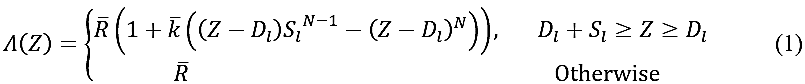 Λ(Z) = { R̄ (1 + k̄ ((Z − D_l)S_l^{N−1} − (Z − D_l)^N)), D_l + S_l ≥ Z ≥ D_l (1)
R̄ Otherwise